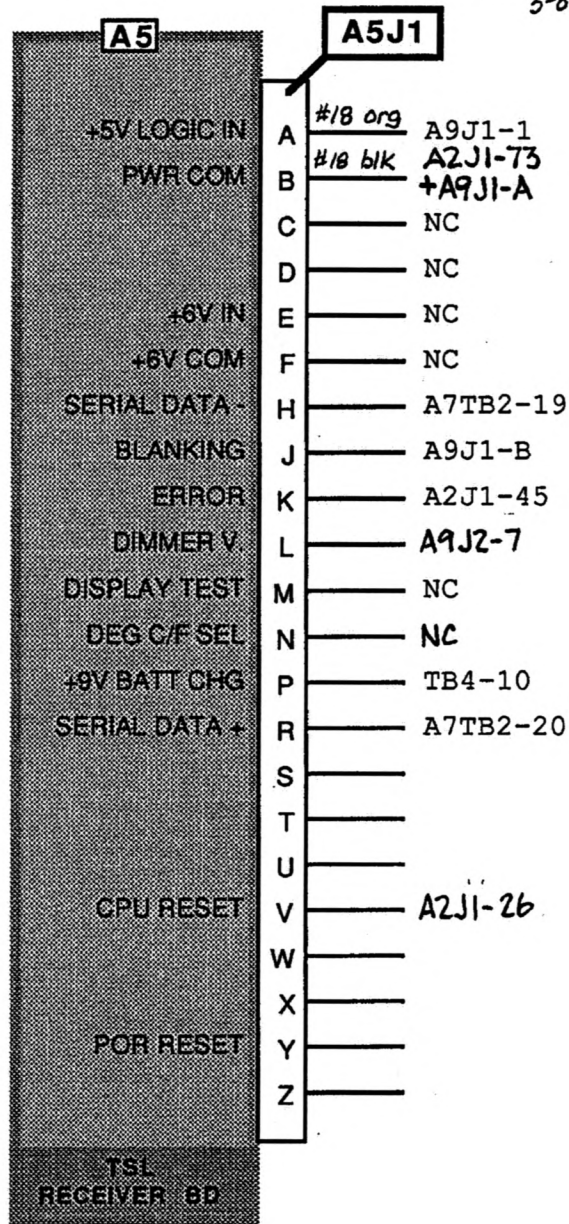 A5 A5J1
+5V LOGIC IN A #18 org A9J1-1
PWR COM B #18 blk A2J1-73
+A9J1-A
C NC
D NC
+6V IN E NC
+6V COM F NC
SERIAL DATA - H A7TB2-19
BLANKING J A9J1-B
ERROR K A2J1-45
DIMMER V. L A9J2-7
DISPLAY TEST M NC
DEG C/F SEL N NC
+9V BATT CHG P TB4-10
SERIAL DATA + R A7TB2-20
S
T
U
CPU RESET V A2J1-26
W
X
POR RESET Y
Z
TSL
RECEIVER BD